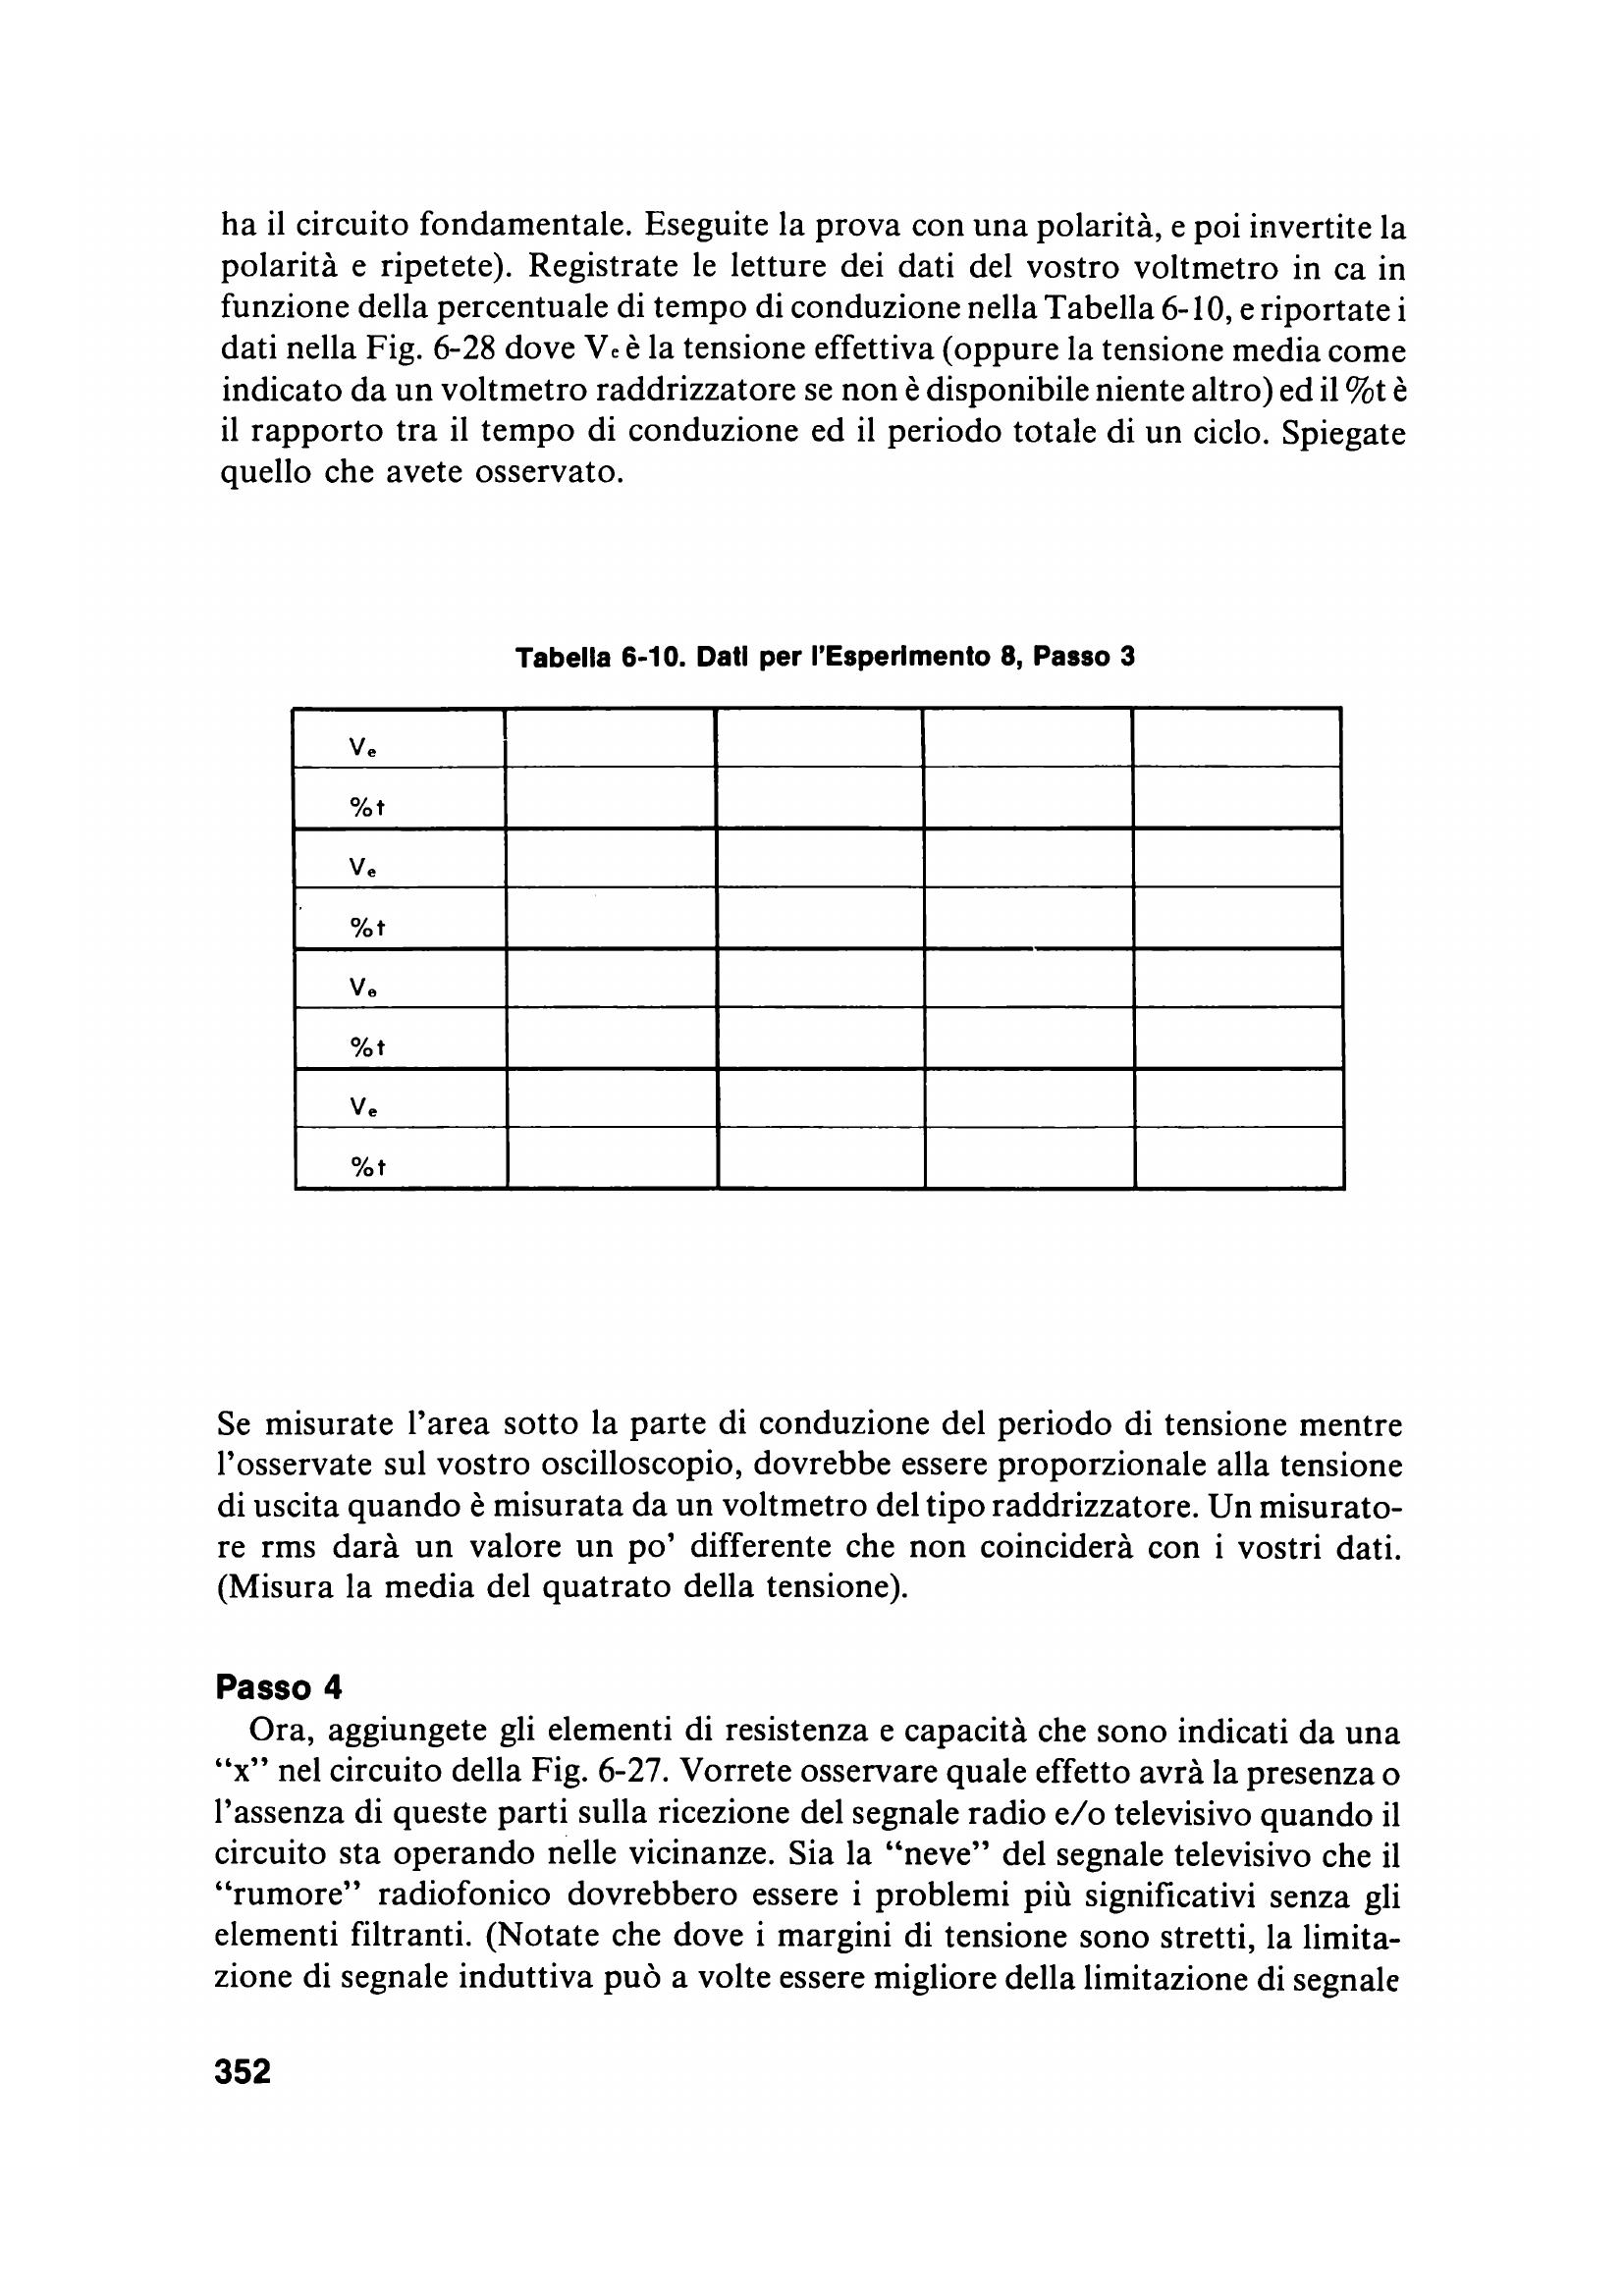 ha il circuito fondamentale. Eseguite la prova con una polarità, e poi invertite la
polarità e ripetete). Registrate le letture dei dati del vostro voltmetro in ca in
funzione della percentuale di tempo di conduzione nella Tabella 6-10, e riportate i
dati nella Fig. 6-28 dove Ve è la tensione effettiva (oppure la tensione media come
indicato da un voltmetro raddrizzatore se non è disponibile niente altro) ed il %t è
il rapporto tra il tempo di conduzione ed il periodo totale di un ciclo. Spiegate
quello che avete osservato.
Tabella 6-10. Dati per l'Esperimento 8, Passo 3
Ve
%t
Ve
%t
Ve
%t
Ve
%t
Se misurate l'area sotto la parte di conduzione del periodo di tensione mentre
l'osservate sul vostro oscilloscopio, dovrebbe essere proporzionale alla tensione
di uscita quando è misurata da un voltmetro del tipo raddrizzatore. Un misurato-
re rms darà un valore un po' differente che non coinciderà con i vostri dati.
(Misura la media del quatrato della tensione).
Passo 4
Ora, aggiungete gli elementi di resistenza e capacità che sono indicati da una
“x” nel circuito della Fig. 6-27. Vorrete osservare quale effetto avrà la presenza o
l'assenza di queste parti sulla ricezione del segnale radio e/o televisivo quando il
circuito sta operando nelle vicinanze. Sia la “neve” del segnale televisivo che il
“rumore” radiofonico dovrebbero essere i problemi più significativi senza gli
elementi filtranti. (Notate che dove i margini di tensione sono stretti, la limita-
zione di segnale induttiva può a volte essere migliore della limitazione di segnale
352